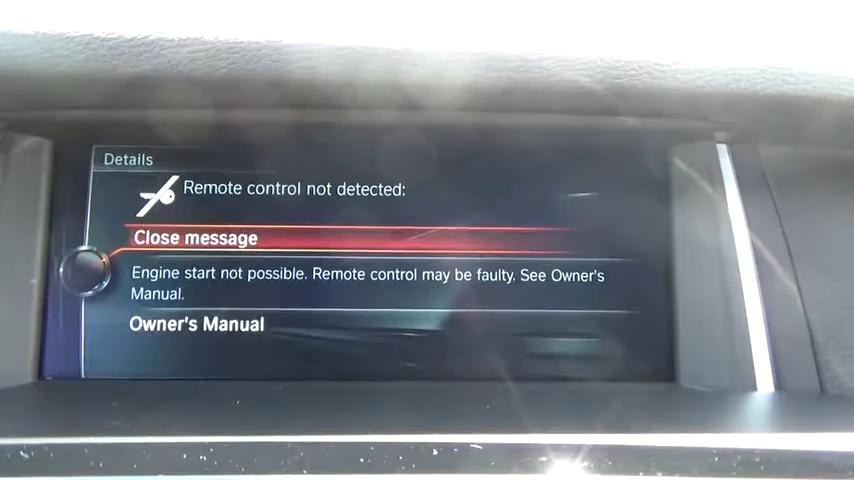 Details
Remote control not detected:
Close message
Engine start not possible. Remote control may be faulty. See Owner's
Manual.
Owner's Manual